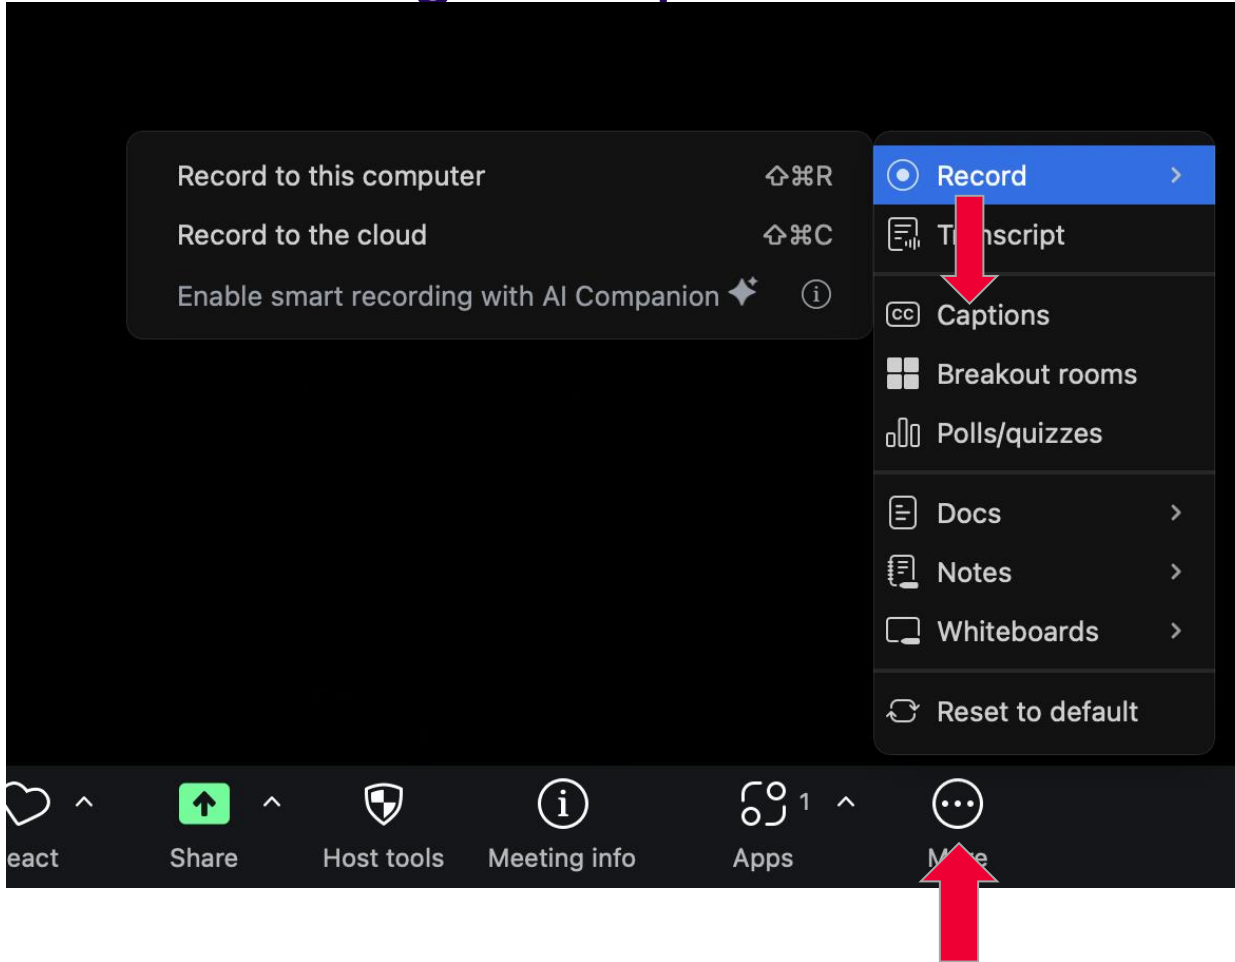 Record to this computer ⇧⌘R
Record to the cloud ⇧⌘C
Enable smart recording with AI Companion
Record
Transcript
CC Captions
Breakout rooms
Polls/quizzes
Docs
Notes
Whiteboards
Reset to default
1
eact
Share
Host tools
Meeting info
Apps
More